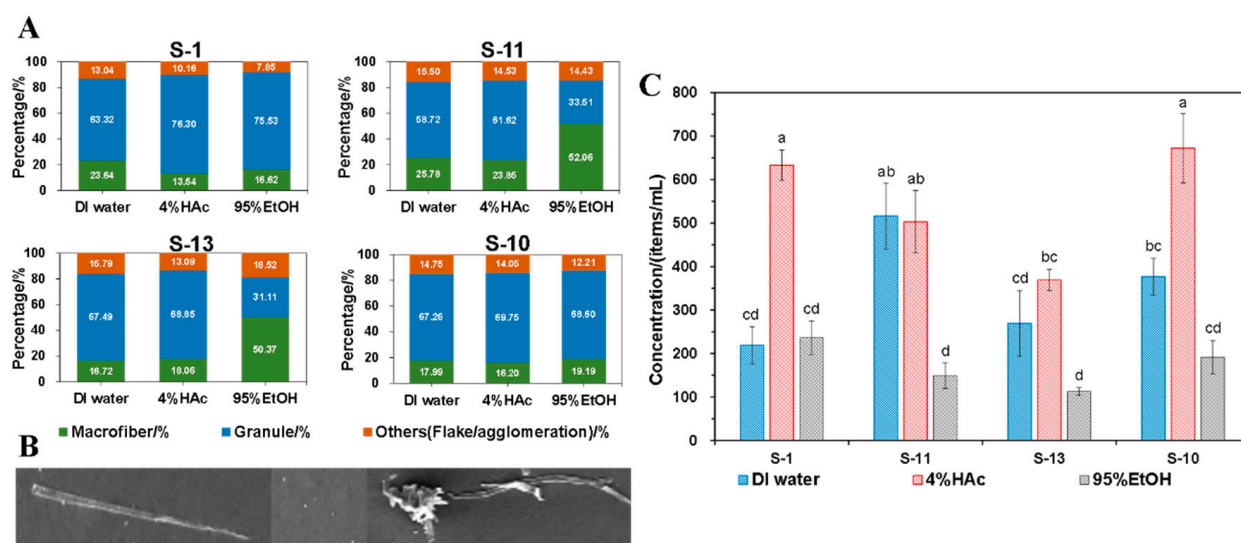 A
S-1
Percentage/%
100
80
60
40
20
0
13.04
10.16
7.85
63.32
76.30
75.53
23.64
13.54
16.62
DI water
4%HAc
95%EtOH
S-11
Percentage/%
100
80
60
40
20
0
15.50
14.53
14.43
58.72
61.62
33.51
25.78
23.85
52.06
DI water
4%HAc
95%EtOH
S-13
Percentage/%
100
80
60
40
20
0
15.79
13.09
18.52
67.49
68.85
31.11
16.72
18.06
50.37
DI water
4%HAc
95%EtOH
S-10
Percentage/%
100
80
60
40
20
0
14.75
14.05
12.21
67.26
69.75
68.60
17.99
16.20
19.19
DI water
4%HAc
95%EtOH
Macrofiber/%
Granule/%
Others(Flake/agglomeration)/%
B
C
Concentration/(items/mL)
800
700
600
500
400
300
200
100
0
cd
a
cd
ab
ab
d
cd
bc
d
bc
a
cd
S-1
S-11
S-13
S-10
DI water
4%HAc
95%EtOH